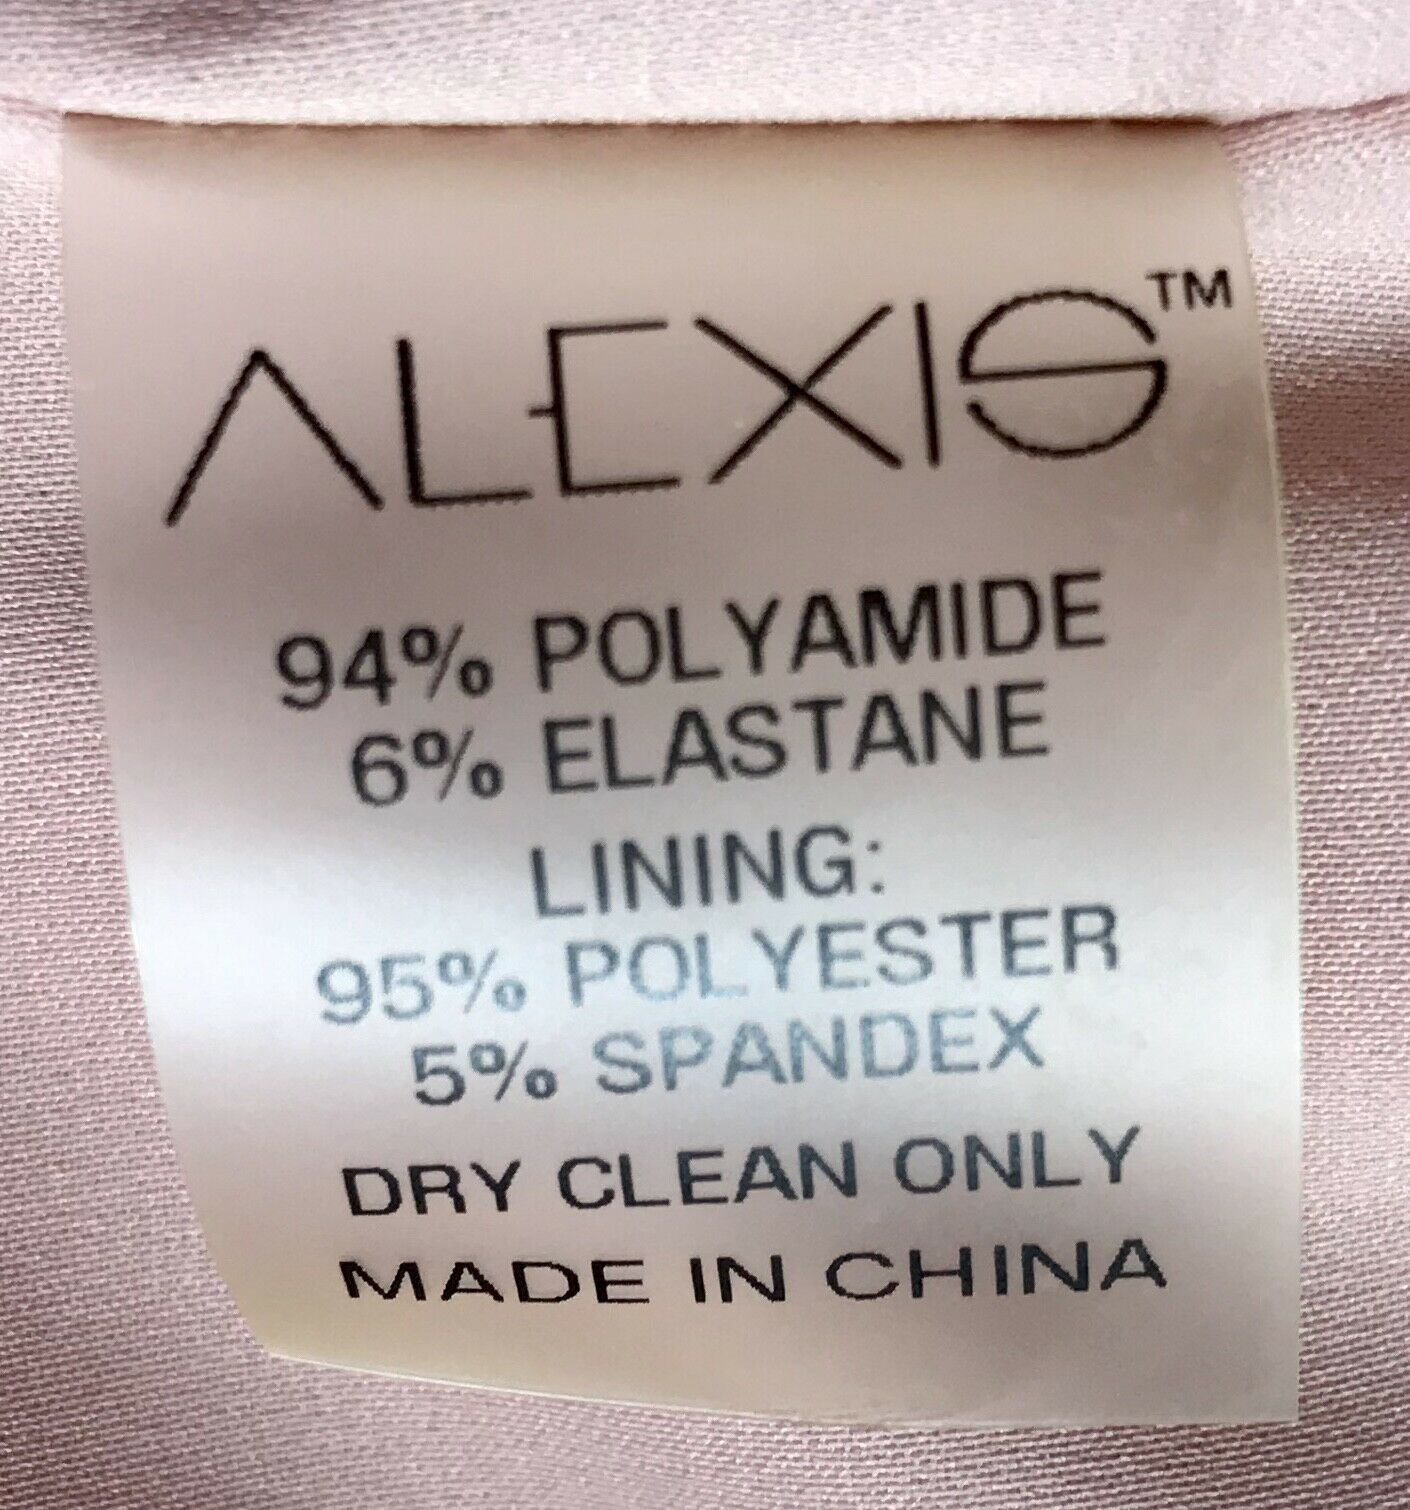 ALEXIS™
94% POLYAMIDE
6% ELASTANE
LINING:
95% POLYESTER
5% SPANDEX
DRY CLEAN ONLY
MADE IN CHINA